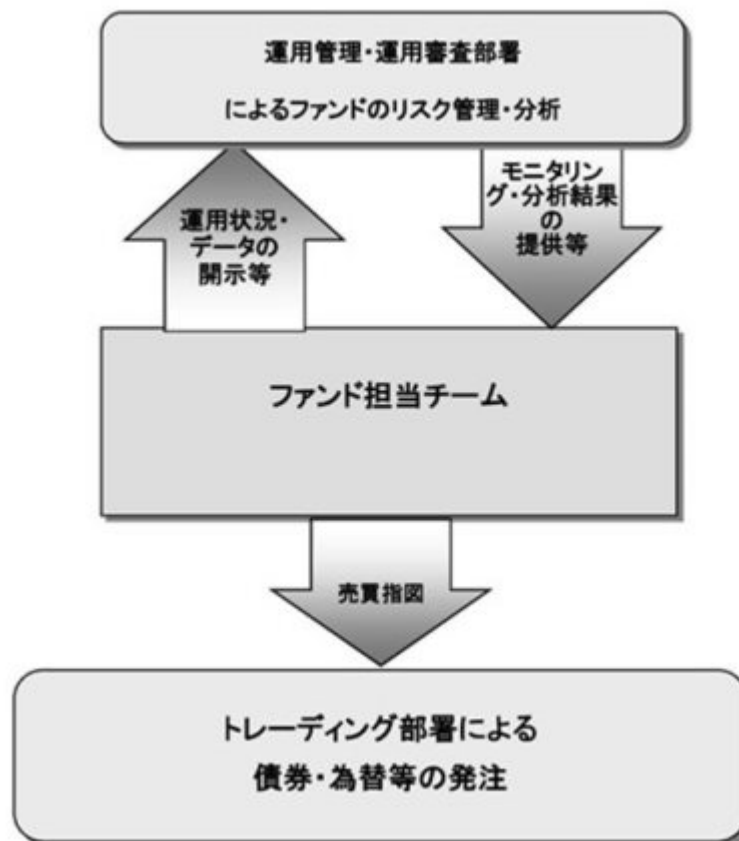 運用管理・運用審査部署
によるファンドのリスク管理・分析
運用状況・
データの
開示等
モニタリン
グ・分析結果
の
提供等
ファンド担当チーム
売買指図
トレーディング部署による
債券・為替等の発注